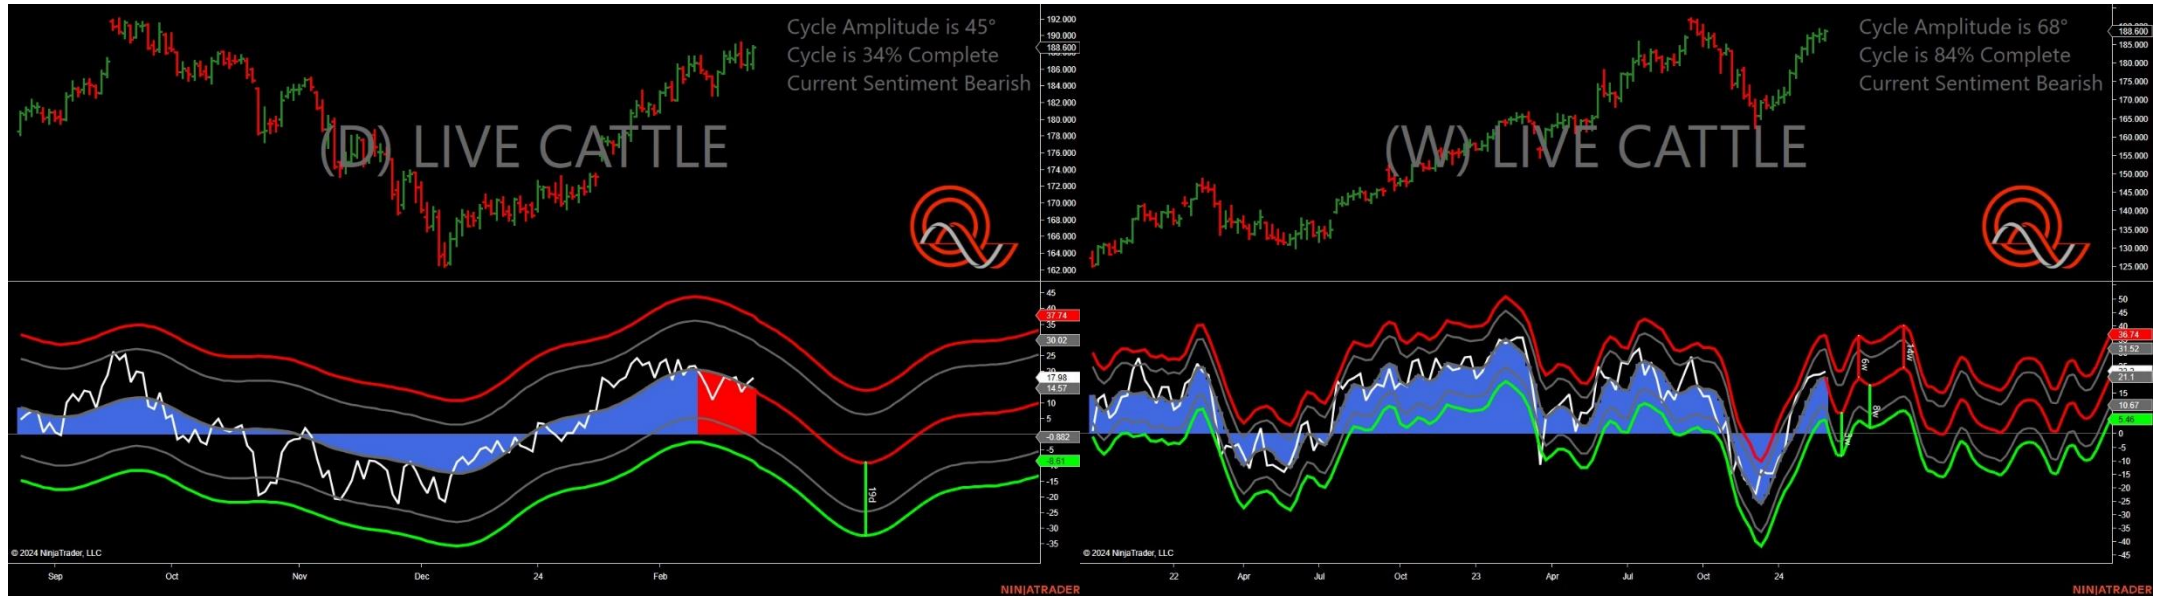 Cycle Amplitude is 45°
Cycle is 34% Complete
Current Sentiment Bearish
(D) LIVE CATTLE
192.000
190.000
188.600
186.000
184.000
182.000
180.000
178.000
176.000
174.000
172.000
170.000
168.000
166.000
164.000
162.000
45
37.74
35
30.02
25
20
17.98
14.57
10
5
-0.882
-5
-8.61
-15
-20
-25
-30
-35
19d
© 2024 NinjaTrader, LLC
Sep
Oct
Nov
Dec
24
Feb
NINJATRADER
Cycle Amplitude is 68°
Cycle is 84% Complete
Current Sentiment Bearish
(W) LIVE CATTLE
188.600
185.000
180.000
175.000
170.000
165.000
160.000
155.000
150.000
145.000
140.000
135.000
130.000
125.000
50
45
40
36.74
31.52
21.1
15
10.67
5.46
0
-5
-10
-15
-20
-25
-30
-35
-40
-45
6w
14w
8w
© 2024 NinjaTrader, LLC
22
Apr
Jul
Oct
23
Apr
Jul
Oct
24
NINJATRADER